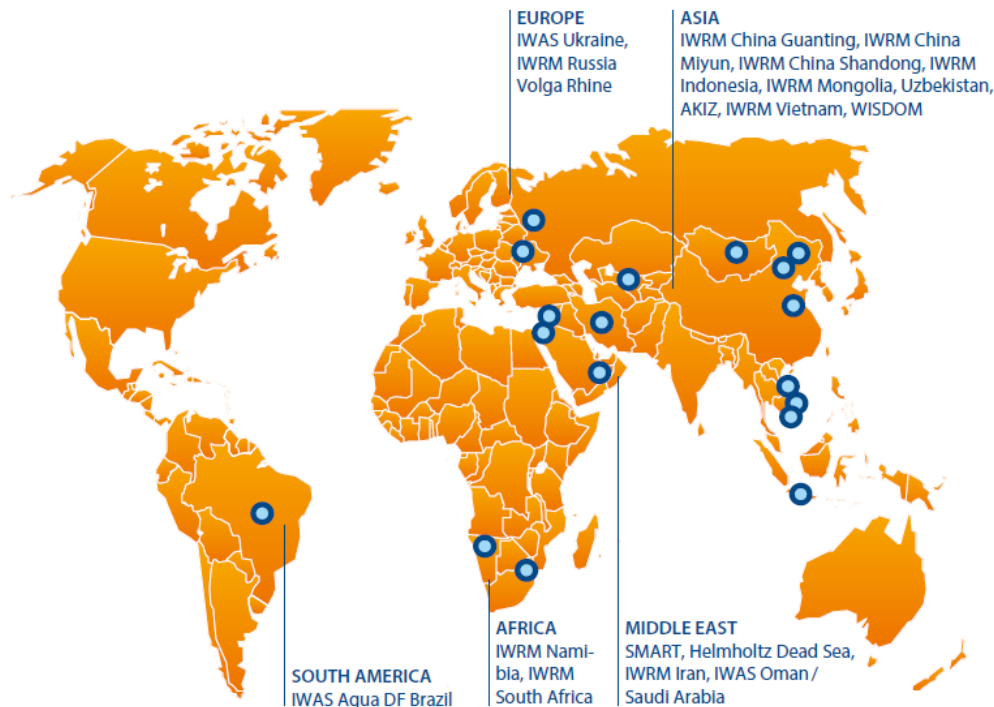 EUROPE
IWAS Ukraine,
IWRM Russia
Volga Rhine
ASIA
IWRM China Guanting, IWRM China
Miyun, IWRM China Shandong, IWRM
Indonesia, IWRM Mongolia, Uzbekistan,
AKIZ, IWRM Vietnam, WISDOM
SOUTH AMERICA
IWAS Agua DF Brazil
AFRICA
IWRM Nami-
bia, IWRM
South Africa
MIDDLE EAST
SMART, Helmholtz Dead Sea,
IWRM Iran, IWAS Oman /
Saudi Arabia